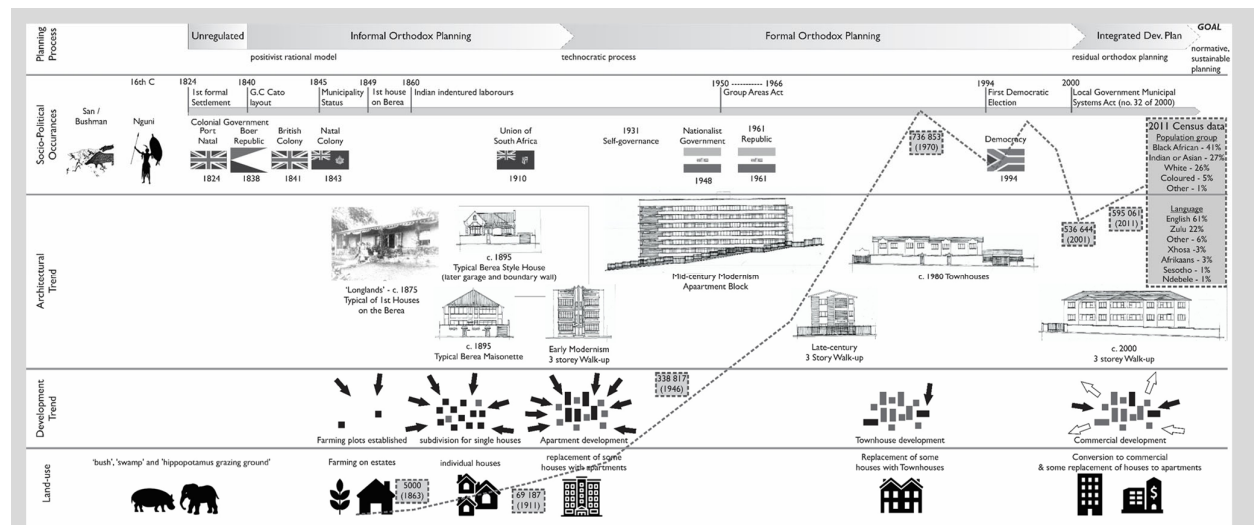 Planning
Process
Unregulated
Informal Orthodox Planning
Formal Orthodox Planning
Integrated Dev. Plan
GOAL
positivist rational model
technocratic process
residual orthodox planning
normative,
sustainable
planning
Socio-Political
Occurances
16th C
1824
1840
1845
1849
1860
1950 ---------- 1966
1994
2000
1st formal
Settlement
G.C Cato
layout
Municipality
Status
1st house
on Berea
Indian indentured labourours
Group Areas Act
First Democratic
Election
Local Government Municipal
Systems Act (no. 32 of 2000)
San /
Bushman
Nguni
Colonial Government
Port
Natal
1824
Boer
Republic
1838
British
Colony
1841
Natal
Colony
1843
Union of
South Africa
1910
1931
Self-governance
Nationalist
Government
1948
1961
Republic
1961
736 853
(1970)
Democracy
1994
2011 Census data
Population group
Black African - 41%
Indian or Asian - 27%
White - 26%
Coloured - 5%
Other - 1%
Language
English 61%
Zulu 22%
Other - 6%
Xhosa -3%
Afrikaans - 3%
Sesotho - 1%
Ndebele - 1%
536 644
(2001)
595 061
(2011)
Architectural
Trend
'Longlands' - c. 1875
Typical of 1st Houses
on the Berea
c. 1895
Typical Berea Style House
(later garage and boundary wall)
c. 1895
Typical Berea Maisonette
Early Modernism
3 storey Walk-up
Mid-century Modernism
Apaartment Block
Late-century
3 Story Walk-up
c. 1980 Townhouses
c. 2000
3 storey Walk-up
Development
Trend
338 817
(1946)
Farming plots established
subdivision for single houses
Apartment development
Townhouse development
Commercial development
Land-use
'bush', 'swamp' and 'hippopotamus grazing ground'
Farming on estates
5000
(1863)
individual houses
69 187
(1911)
replacement of some
houses with apartments
Replacement of some
houses with Townhouses
Conversion to commercial
& some replacement of houses to apartments